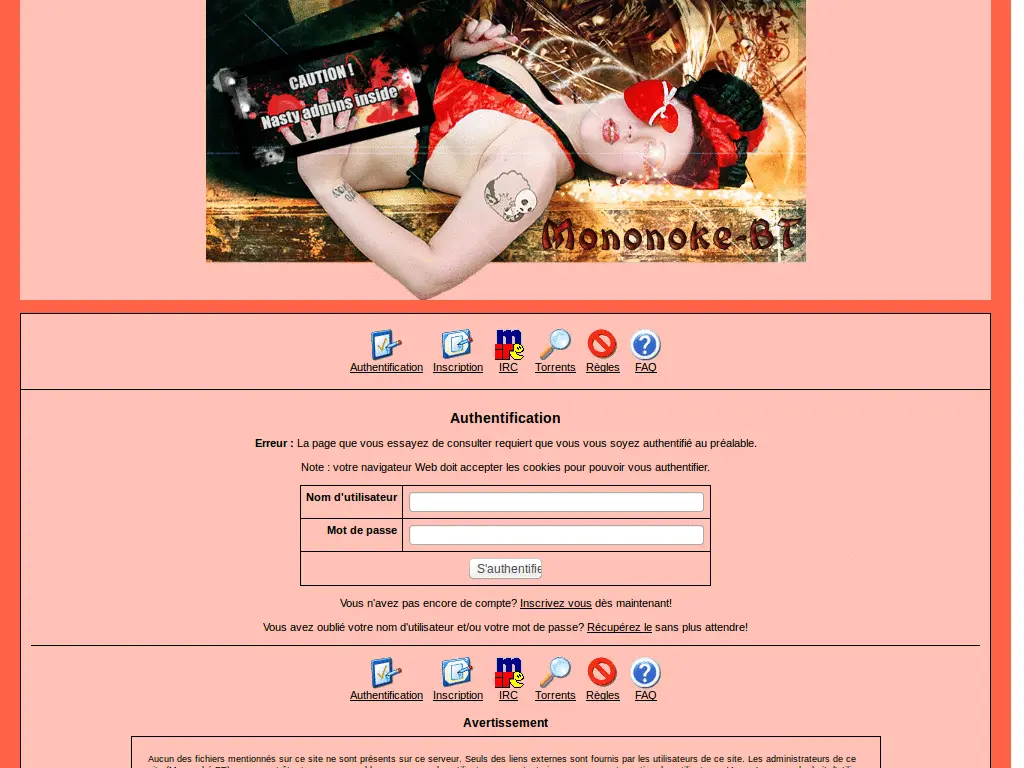 CAUTION !
Nasty admins inside
Mononoke-BT
Authentification Inscription IRC Torrents Règles FAQ
Authentification
Erreur : La page que vous essayez de consulter requiert que vous vous soyez authentifié au préalable.
Note : votre navigateur Web doit accepter les cookies pour pouvoir vous authentifier.
Nom d'utilisateur
Mot de passe
S'authentifie
Vous n'avez pas encore de compte? Inscrivez vous dès maintenant!
Vous avez oublié votre nom d'utilisateur et/ou votre mot de passe? Récupérez le sans plus attendre!
Authentification Inscription IRC Torrents Règles FAQ
Avertissement
Aucun des fichiers mentionnés sur ce site ne sont présents sur ce serveur. Seuls des liens externes sont fournis par les utilisateurs de ce site. Les administrateurs de ce